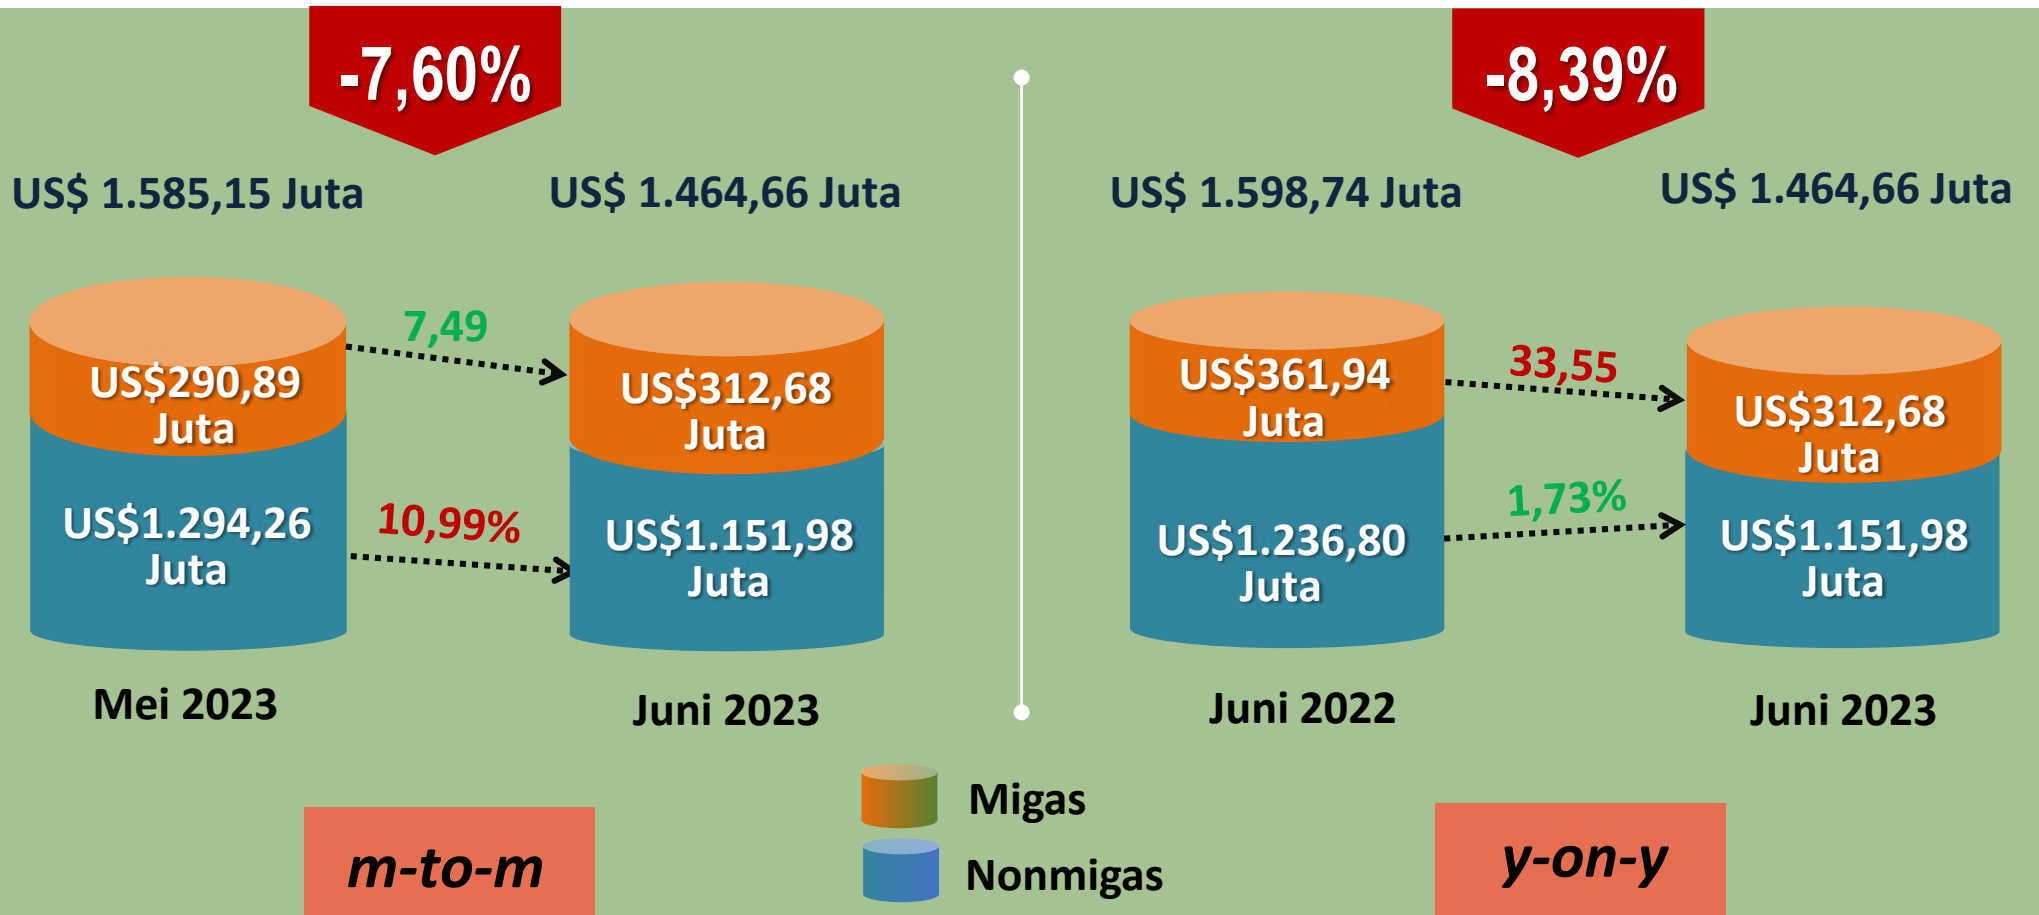 -7,60%
-8,39%
US$ 1.585,15 Juta
US$ 1.464,66 Juta
US$ 1.598,74 Juta
US$ 1.464,66 Juta
7,49
US$290,89
Juta
US$312,68
Juta
10,99%
US$1.294,26
Juta
US$1.151,98
Juta
33,55
US$361,94
Juta
US$312,68
Juta
1,73%
US$1.236,80
Juta
US$1.151,98
Juta
Mei 2023
Juni 2023
Juni 2022
Juni 2023
Migas
Nonmigas
m-to-m
y-on-y